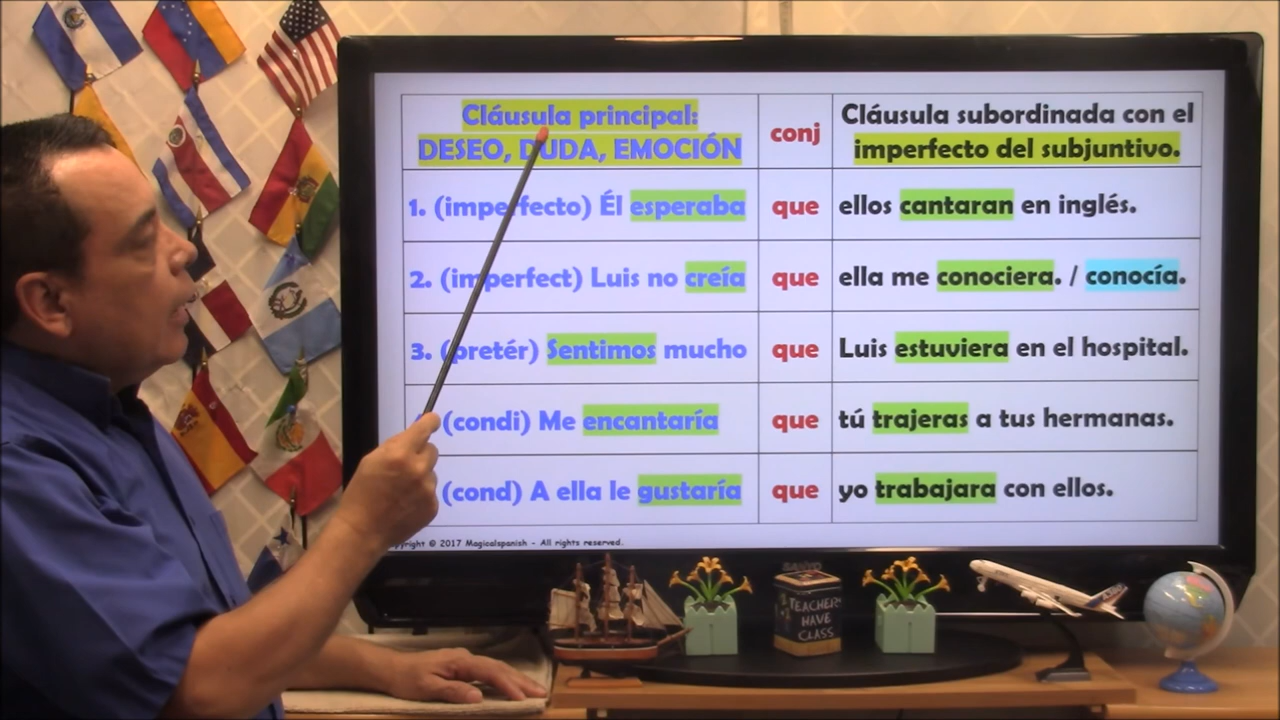 Cláusula principal:
DESEO, DUDA, EMOCIÓN
conj
Cláusula subordinada con el
imperfecto del subjuntivo.
1. (imperfecto) Él esperaba que ellos cantaran en inglés.
2. (imperfect) Luis no creía que ella me conociera. / conocía.
3. (pretér) Sentimos mucho que Luis estuviera en el hospital.
(condi) Me encantaría que tú trajeras a tus hermanas.
(cond) A ella le gustaría que yo trabajara con ellos.
© 2017 Magicalspanish - All rights reserved.
SANYO
TEACHERS
HAVE
CLASS